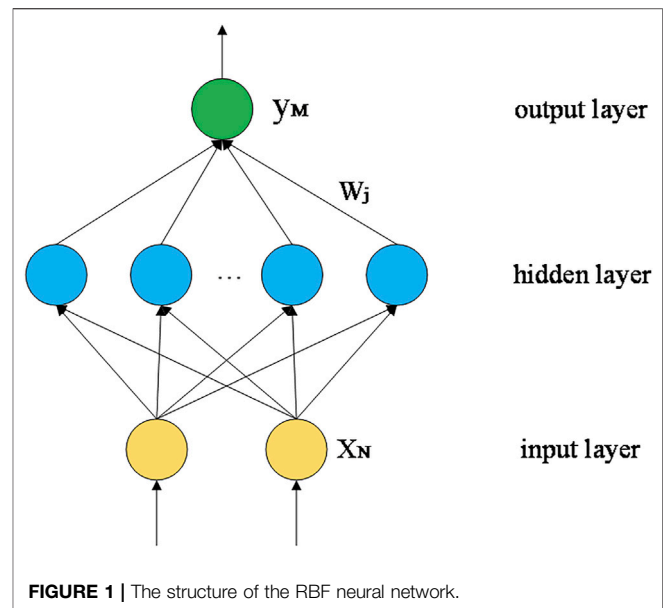 yM output layer
Wj
... hidden layer
XN input layer
FIGURE 1 | The structure of the RBF neural network.